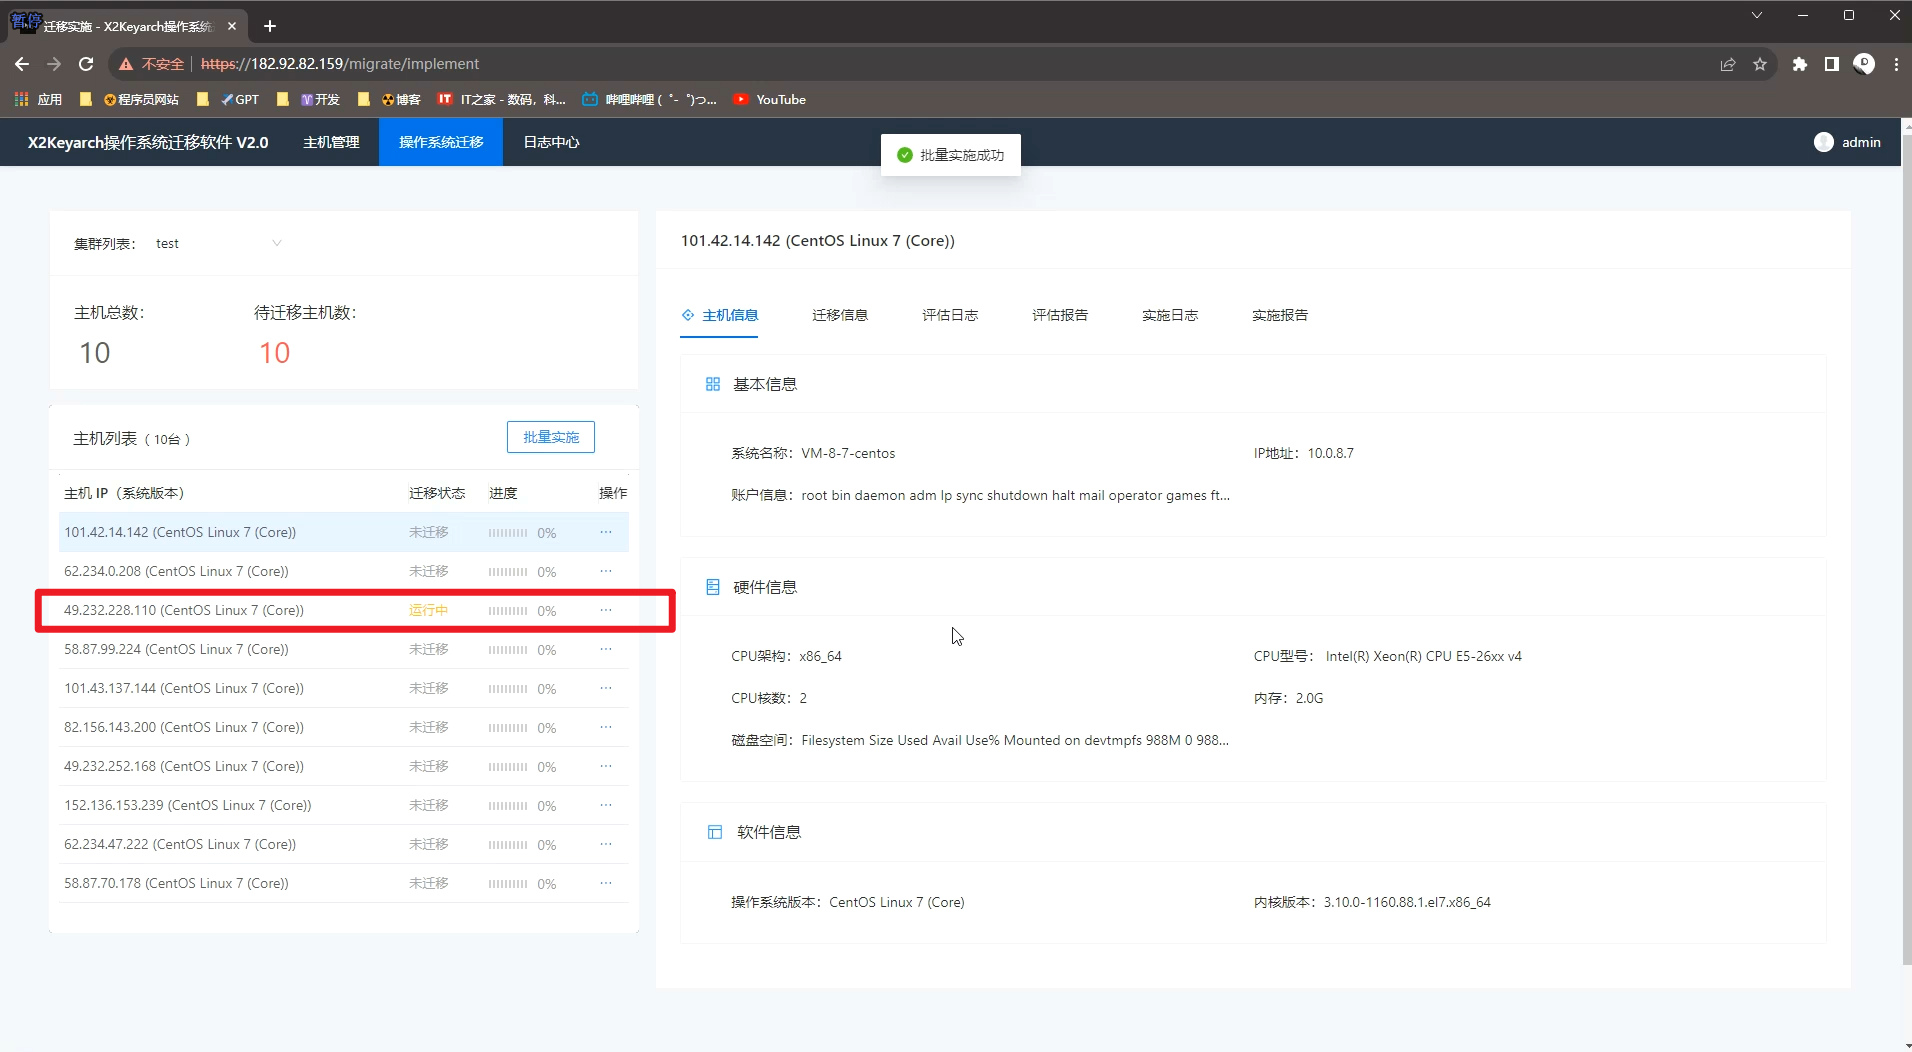 暂停
迁移实施 - X2Keyarch操作系统
不安全 https://182.92.82.159/migrate/implement
应用 程序员网站 GPT 开发 博客 IT之家 - 数码，科... 哔哩哔哩 (゜-゜)つ... YouTube
X2Keyarch操作系统迁移软件 V2.0 主机管理 操作系统迁移 日志中心 admin
批量实施成功
集群列表： test
主机总数： 待迁移主机数：
10 10
主机列表（10台） 批量实施
主机 IP（系统版本） 迁移状态 进度 操作
101.42.14.142 (CentOS Linux 7 (Core)) 未迁移 0% ···
62.234.0.208 (CentOS Linux 7 (Core)) 未迁移 0% ···
49.232.228.110 (CentOS Linux 7 (Core)) 运行中 0% ···
58.87.99.224 (CentOS Linux 7 (Core)) 未迁移 0% ···
101.43.137.144 (CentOS Linux 7 (Core)) 未迁移 0% ···
82.156.143.200 (CentOS Linux 7 (Core)) 未迁移 0% ···
49.232.252.168 (CentOS Linux 7 (Core)) 未迁移 0% ···
152.136.153.239 (CentOS Linux 7 (Core)) 未迁移 0% ···
62.234.47.222 (CentOS Linux 7 (Core)) 未迁移 0% ···
58.87.70.178 (CentOS Linux 7 (Core)) 未迁移 0% ···
101.42.14.142 (CentOS Linux 7 (Core))
主机信息 迁移信息 评估日志 评估报告 实施日志 实施报告
基本信息
系统名称：VM-8-7-centos IP地址：10.0.8.7
账户信息：root bin daemon adm lp sync shutdown halt mail operator games ft...
硬件信息
CPU架构：x86_64 CPU型号： Intel(R) Xeon(R) CPU E5-26xx v4
CPU核数：2 内存：2.0G
磁盘空间：Filesystem Size Used Avail Use% Mounted on devtmpfs 988M 0 988...
软件信息
操作系统版本：CentOS Linux 7 (Core) 内核版本：3.10.0-1160.88.1.el7.x86_64